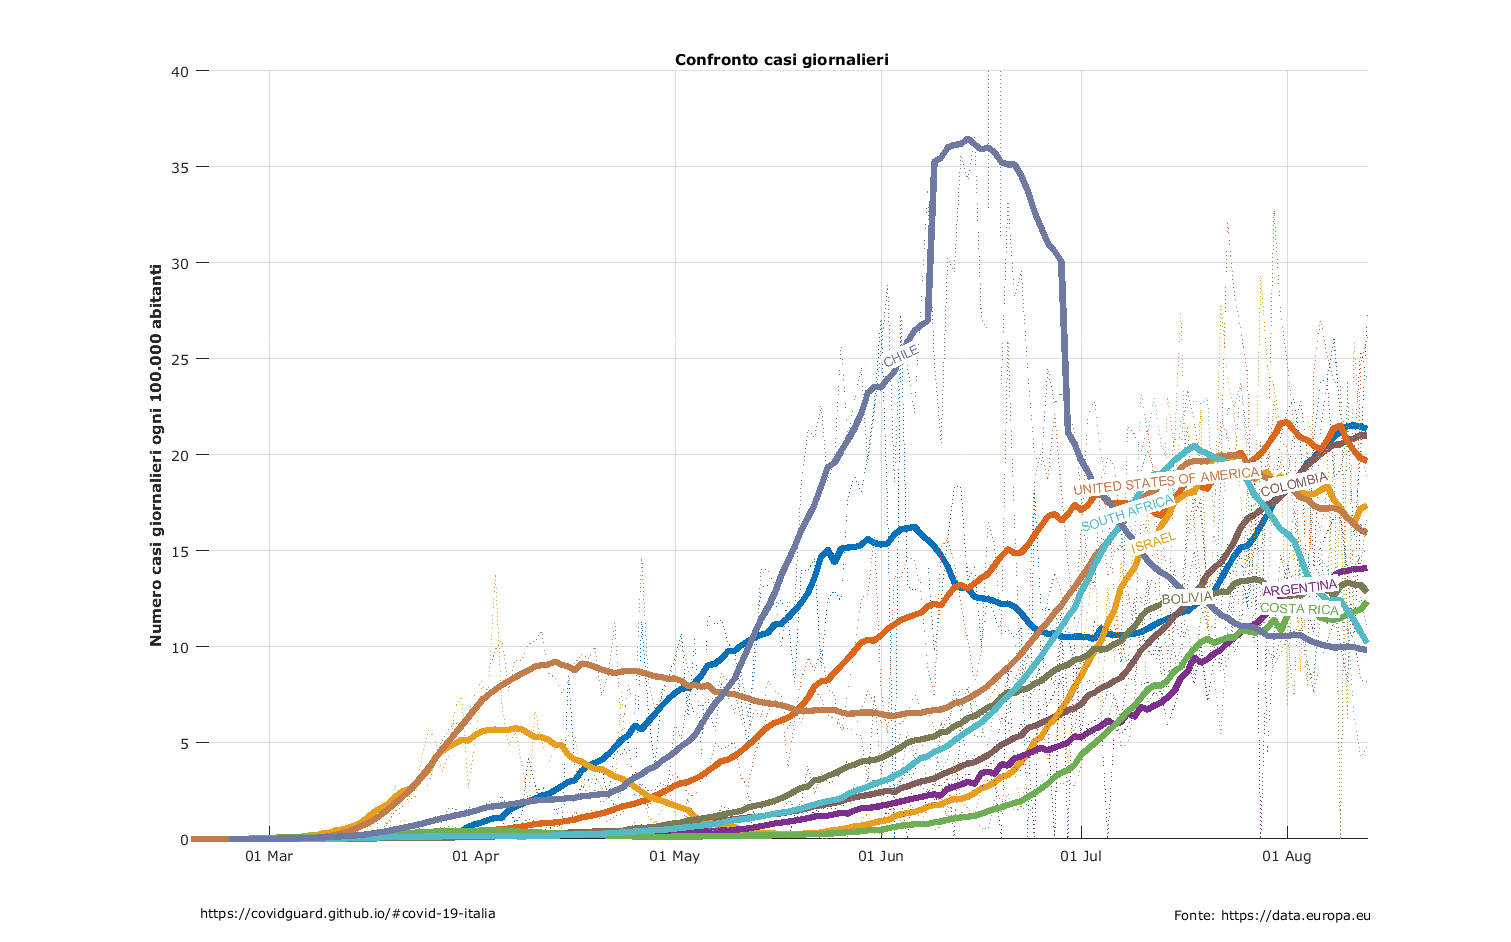 Confronto casi giornalieri
Numero casi giornalieri ogni 100.000 abitanti
40
35
30
25
20
15
10
5
0
CHILE
UNITED STATES OF AMERICA
COLOMBIA
SOUTH AFRICA
ISRAEL
ARGENTINA
BOLIVIA
COSTA RICA
01 Mar
01 Apr
01 May
01 Jun
01 Jul
01 Aug
https://covidguard.github.io/#covid-19-italia
Fonte: https://data.europa.eu